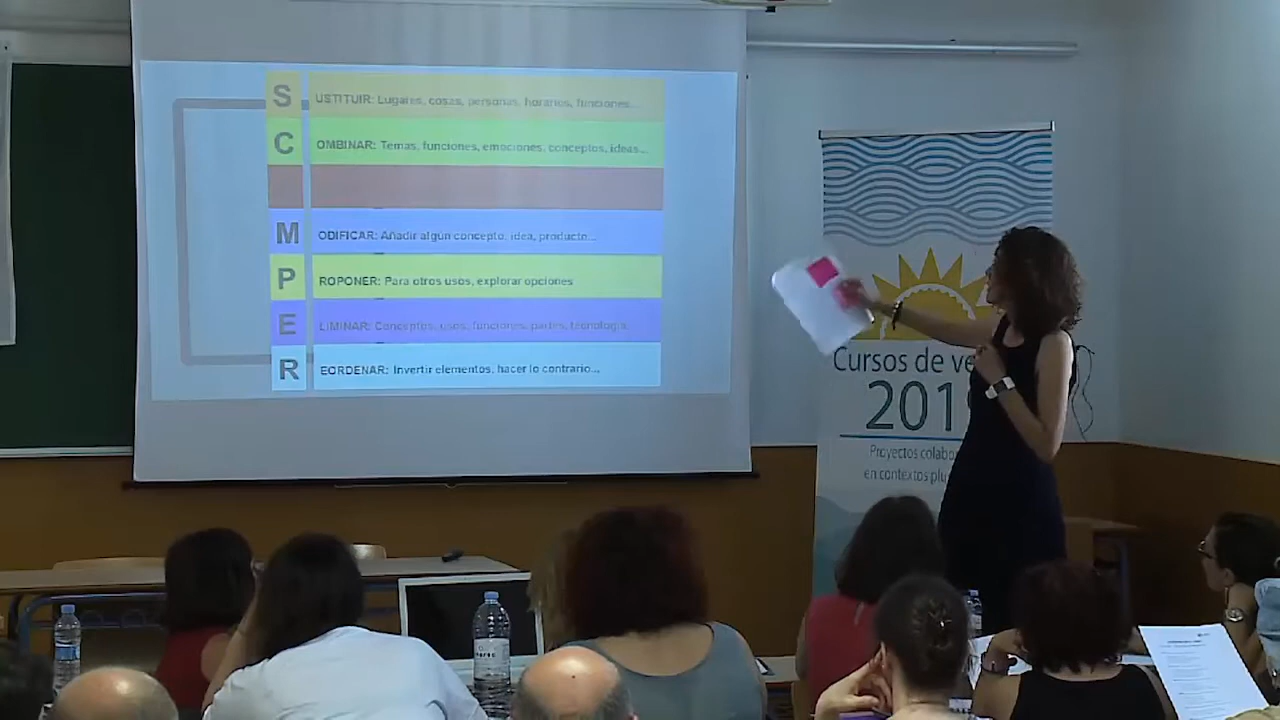 S USTITUIR: Lugares, cosas, personas, horarios, funciones...
C OMBINAR: Temas, funciones, emociones, conceptos, ideas...
M ODIFICAR: Añadir algún concepto, idea, producto...
P ROPONER: Para otros usos, explorar opciones
E LIMINAR: Conceptos, usos, funciones, partes, tecnología.
R EORDENAR: Invertir elementos, hacer lo contrario...
Cursos de ve
201
Proyectos colabo
en contextos plu